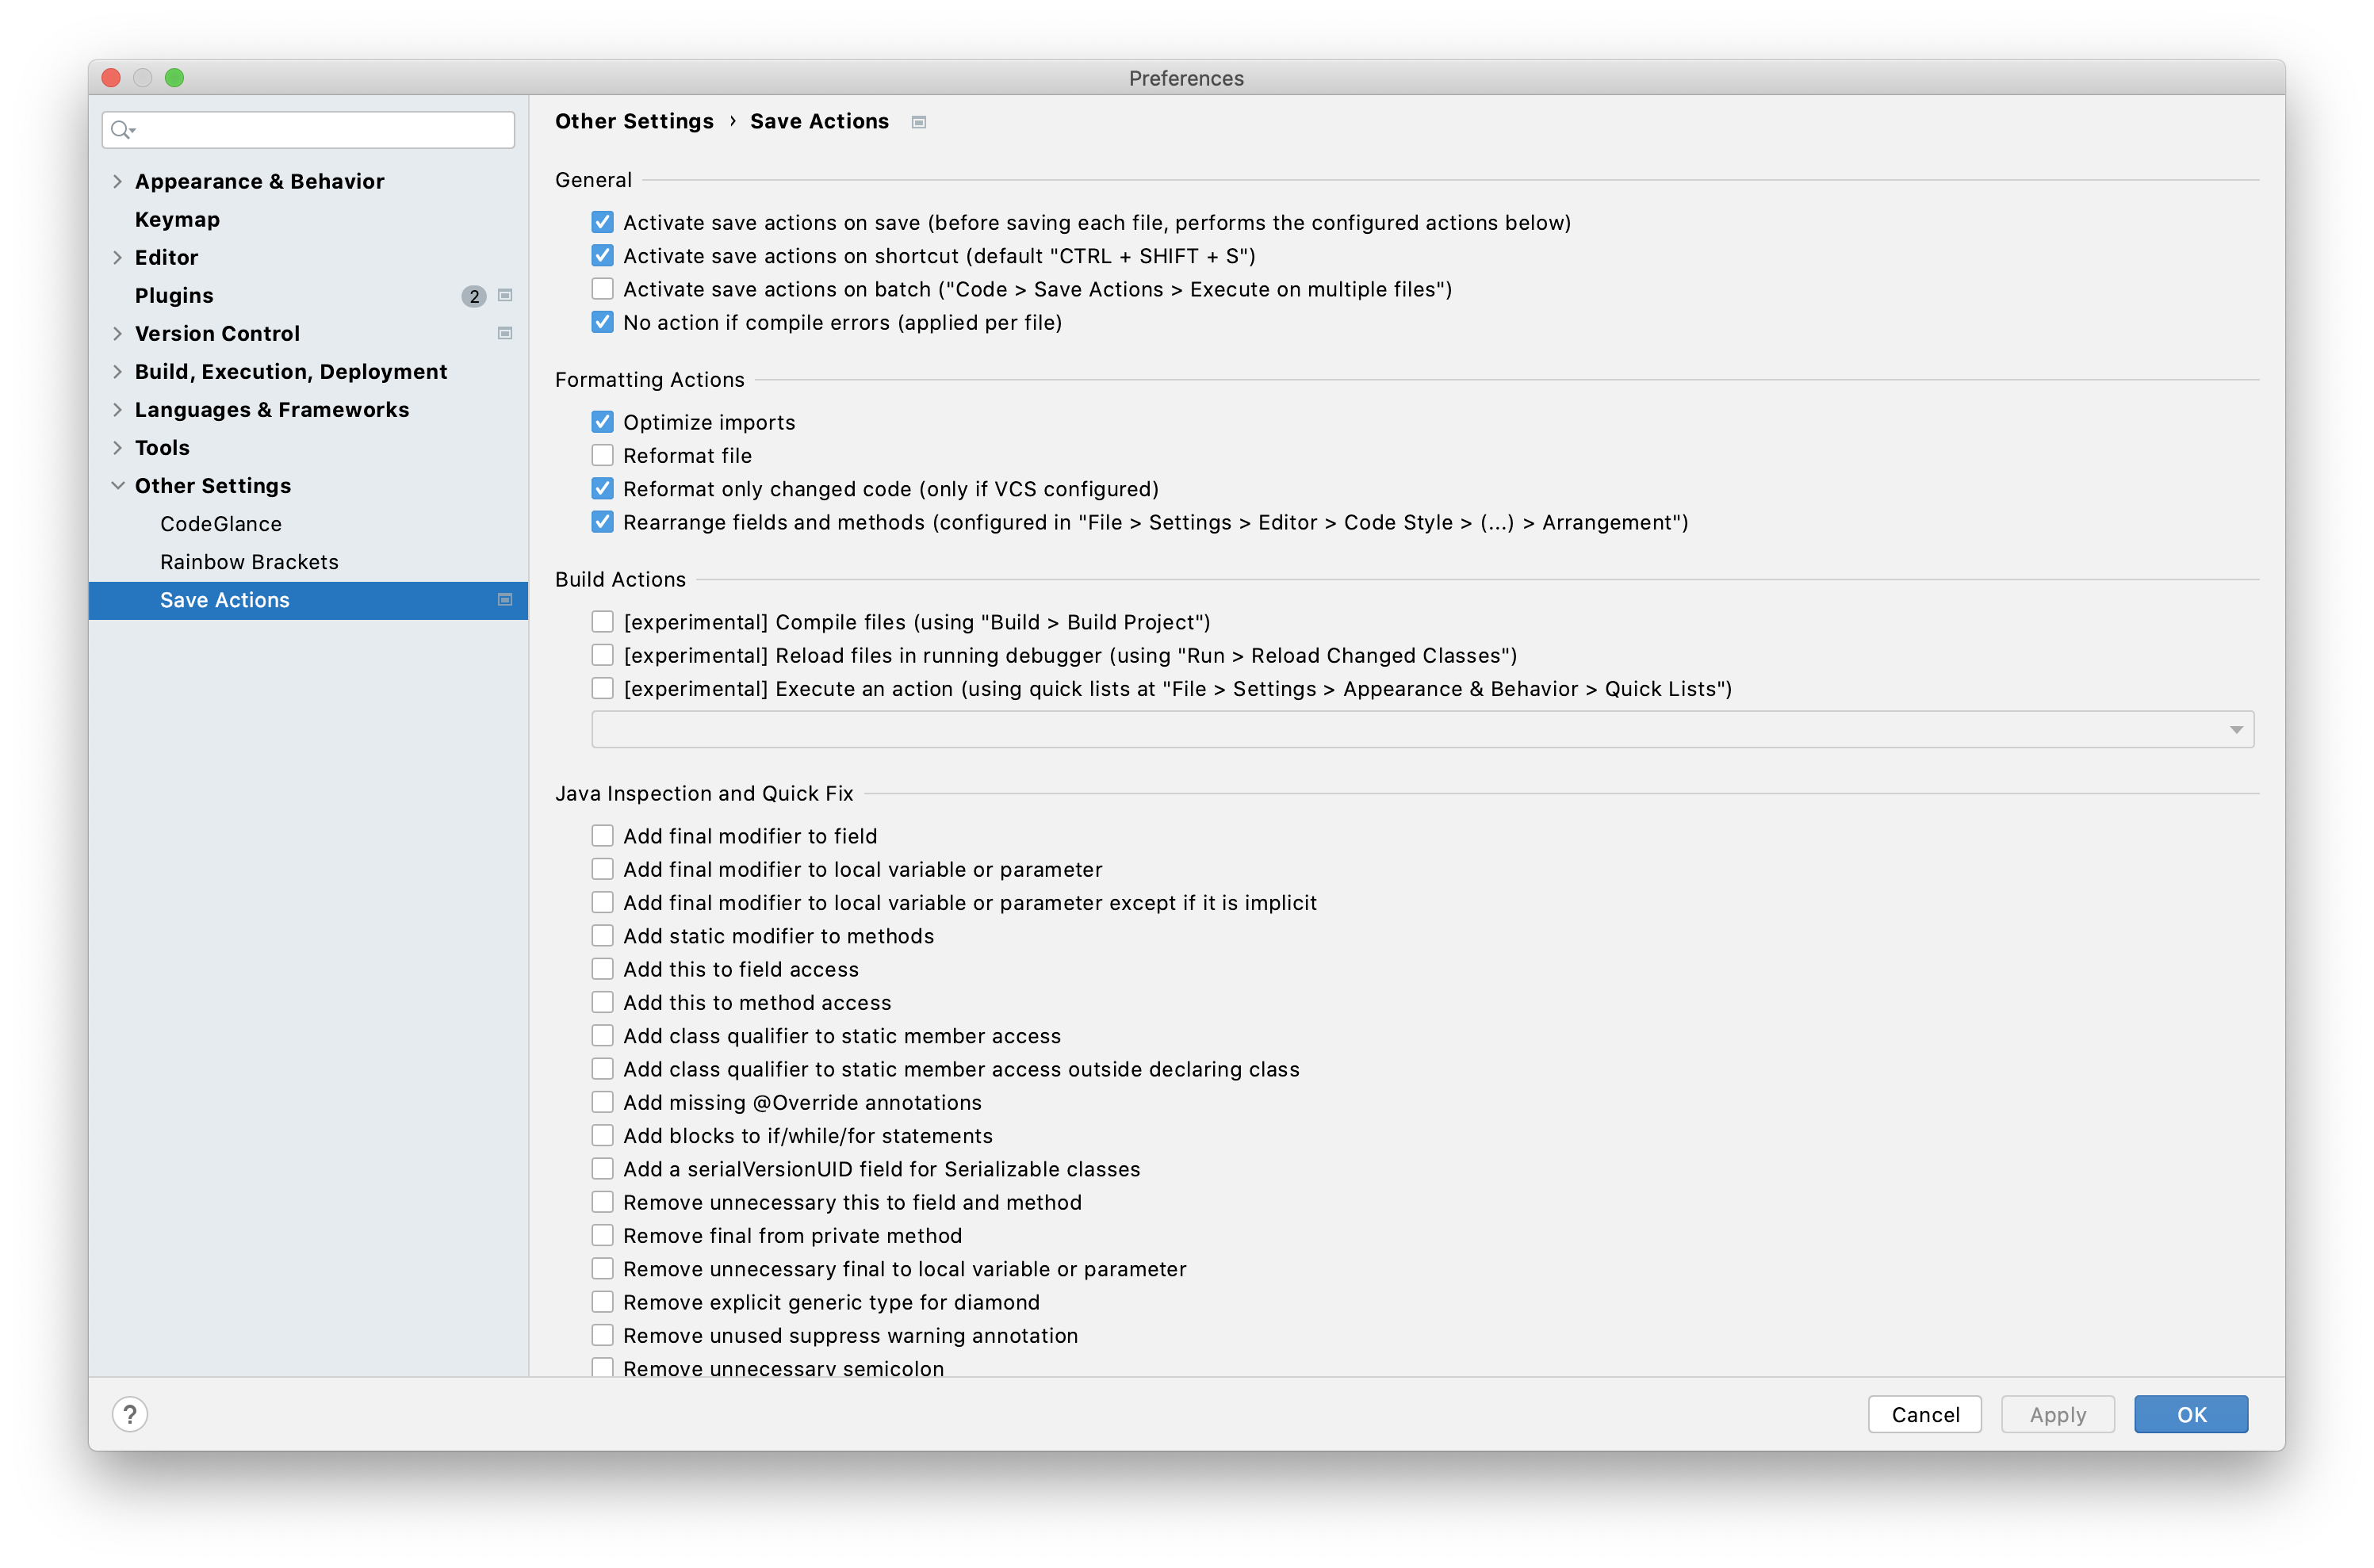 Preferences
Appearance & Behavior
Keymap
Editor
Plugins 2
Version Control
Build, Execution, Deployment
Languages & Frameworks
Tools
Other Settings
CodeGlance
Rainbow Brackets
Save Actions
Other Settings › Save Actions
General
Activate save actions on save (before saving each file, performs the configured actions below)
Activate save actions on shortcut (default "CTRL + SHIFT + S")
Activate save actions on batch ("Code > Save Actions > Execute on multiple files")
No action if compile errors (applied per file)
Formatting Actions
Optimize imports
Reformat file
Reformat only changed code (only if VCS configured)
Rearrange fields and methods (configured in "File > Settings > Editor > Code Style > (...) > Arrangement")
Build Actions
[experimental] Compile files (using "Build > Build Project")
[experimental] Reload files in running debugger (using "Run > Reload Changed Classes")
[experimental] Execute an action (using quick lists at "File > Settings > Appearance & Behavior > Quick Lists")
Java Inspection and Quick Fix
Add final modifier to field
Add final modifier to local variable or parameter
Add final modifier to local variable or parameter except if it is implicit
Add static modifier to methods
Add this to field access
Add this to method access
Add class qualifier to static member access
Add class qualifier to static member access outside declaring class
Add missing @Override annotations
Add blocks to if/while/for statements
Add a serialVersionUID field for Serializable classes
Remove unnecessary this to field and method
Remove final from private method
Remove unnecessary final to local variable or parameter
Remove explicit generic type for diamond
Remove unused suppress warning annotation
Remove unnecessary semicolon
?
Cancel
Apply
OK